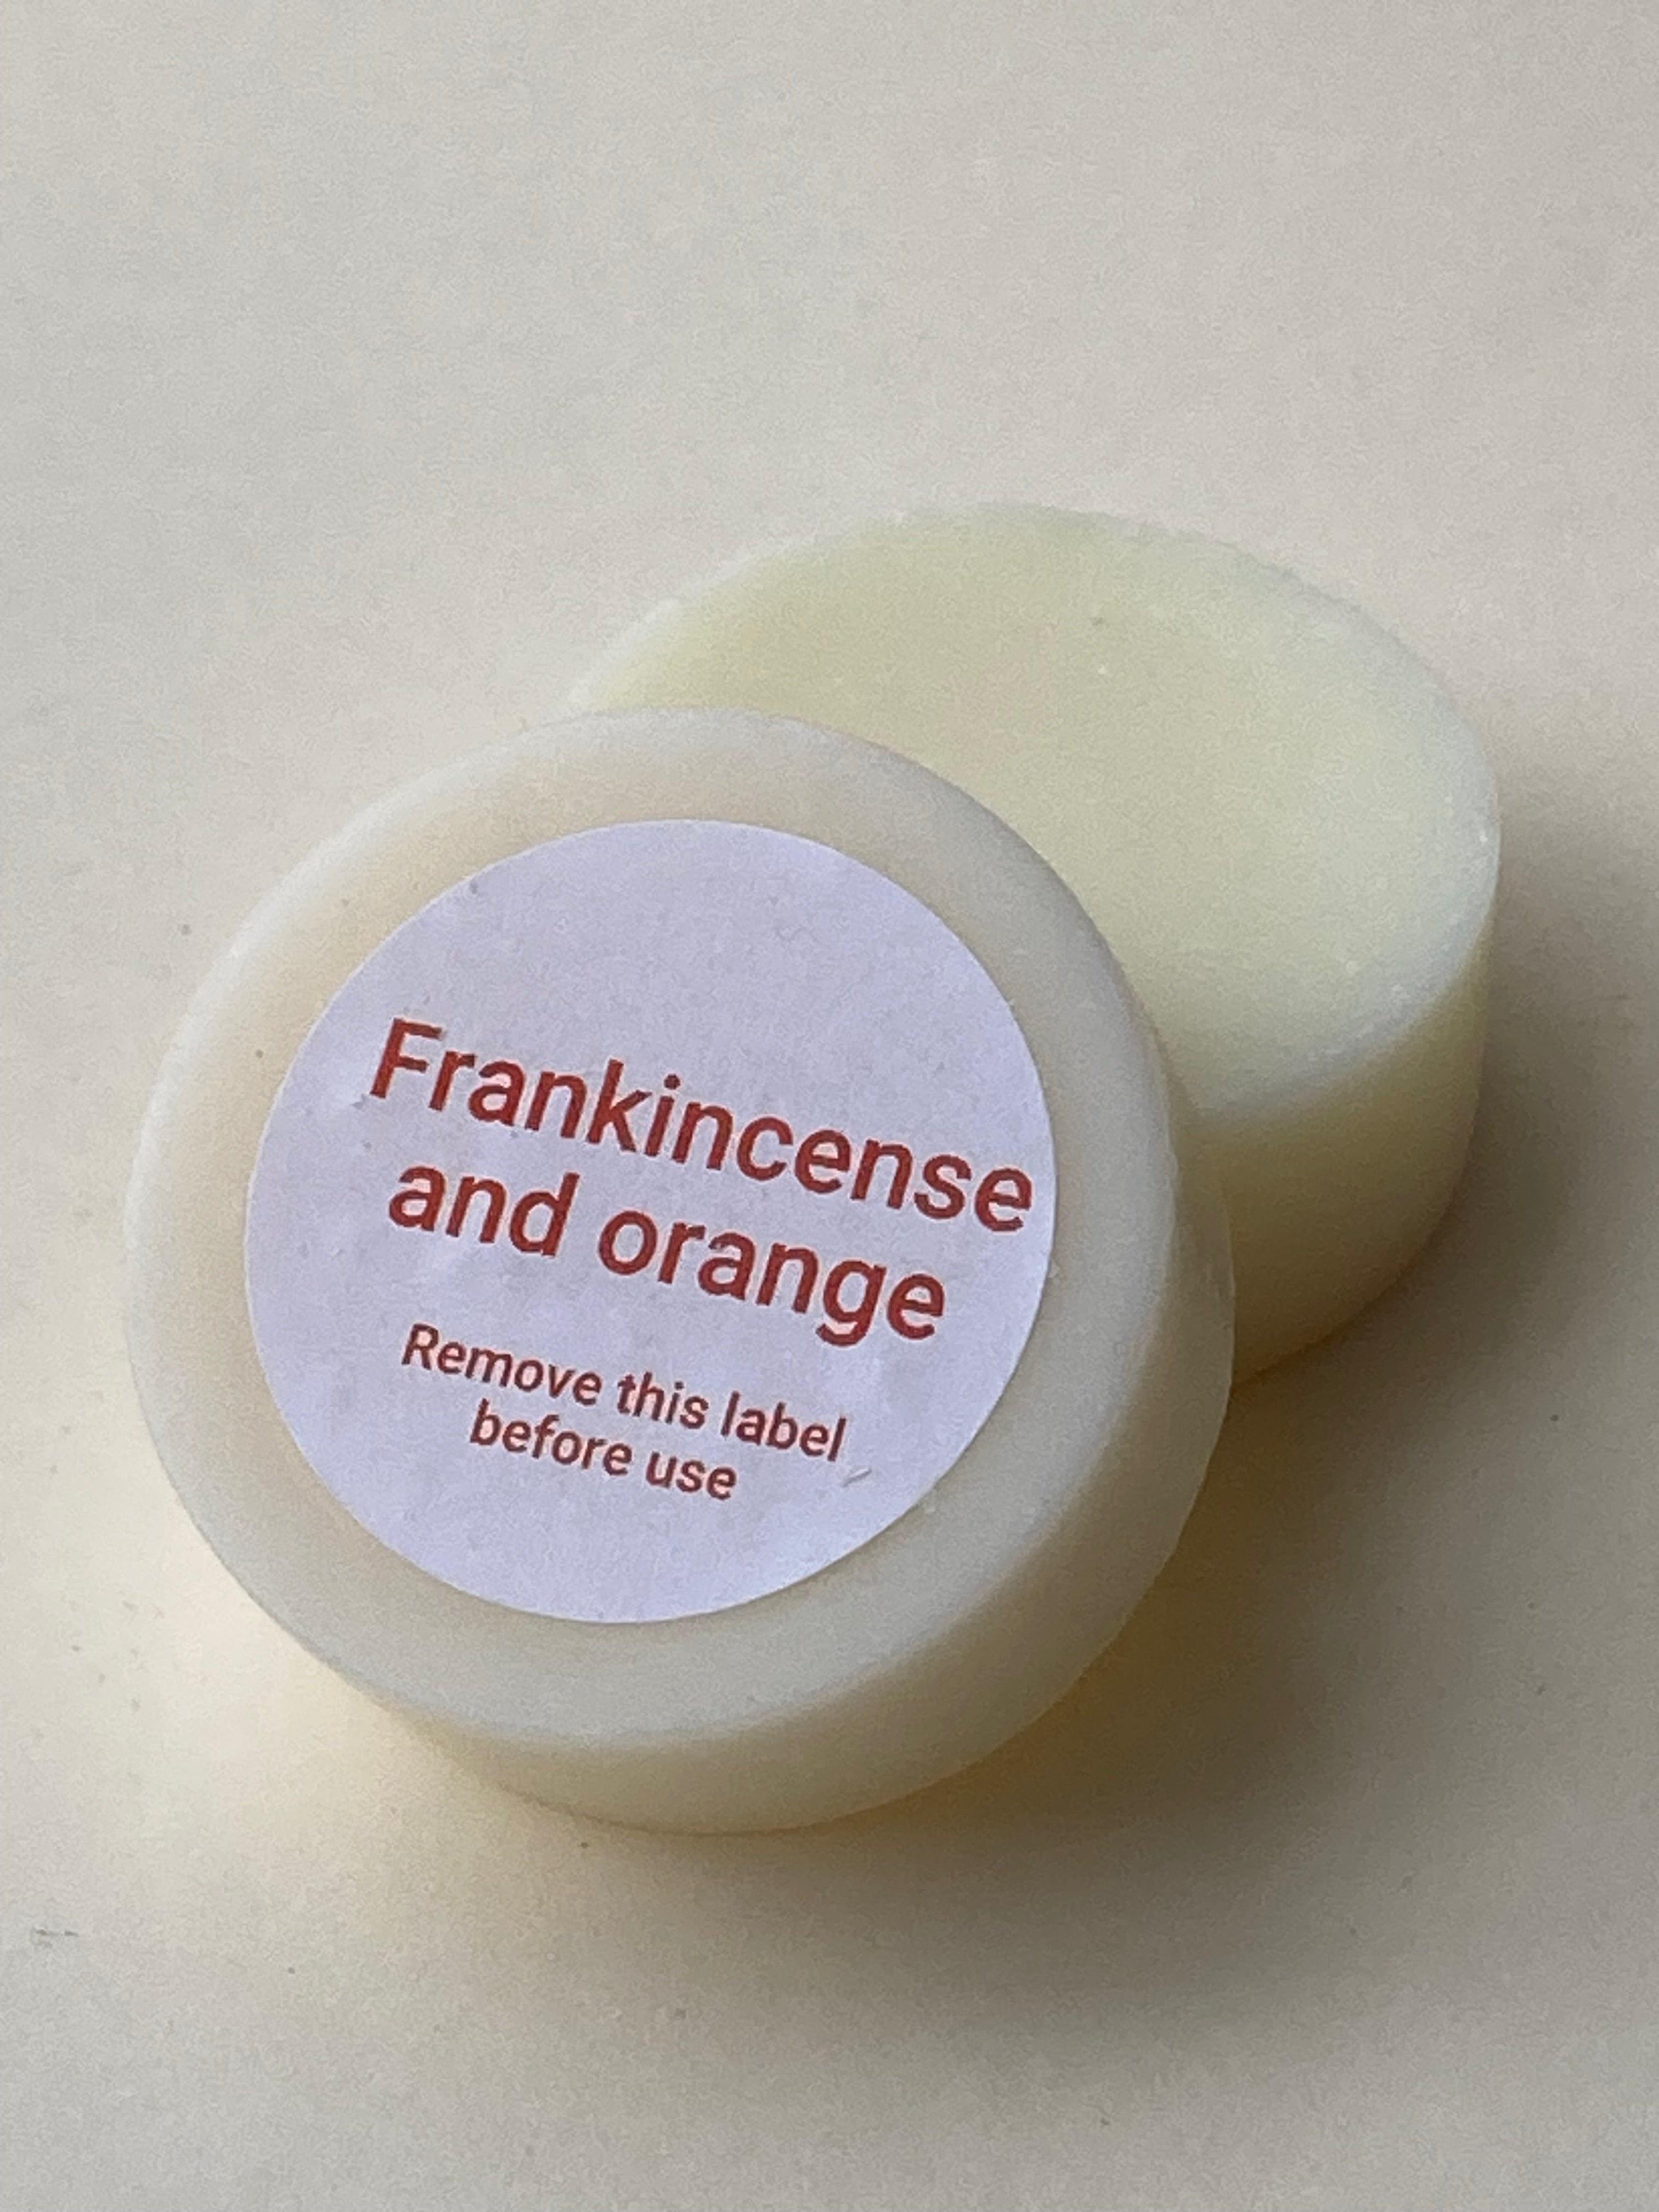 Frankincense
and orange
Remove this label
before use